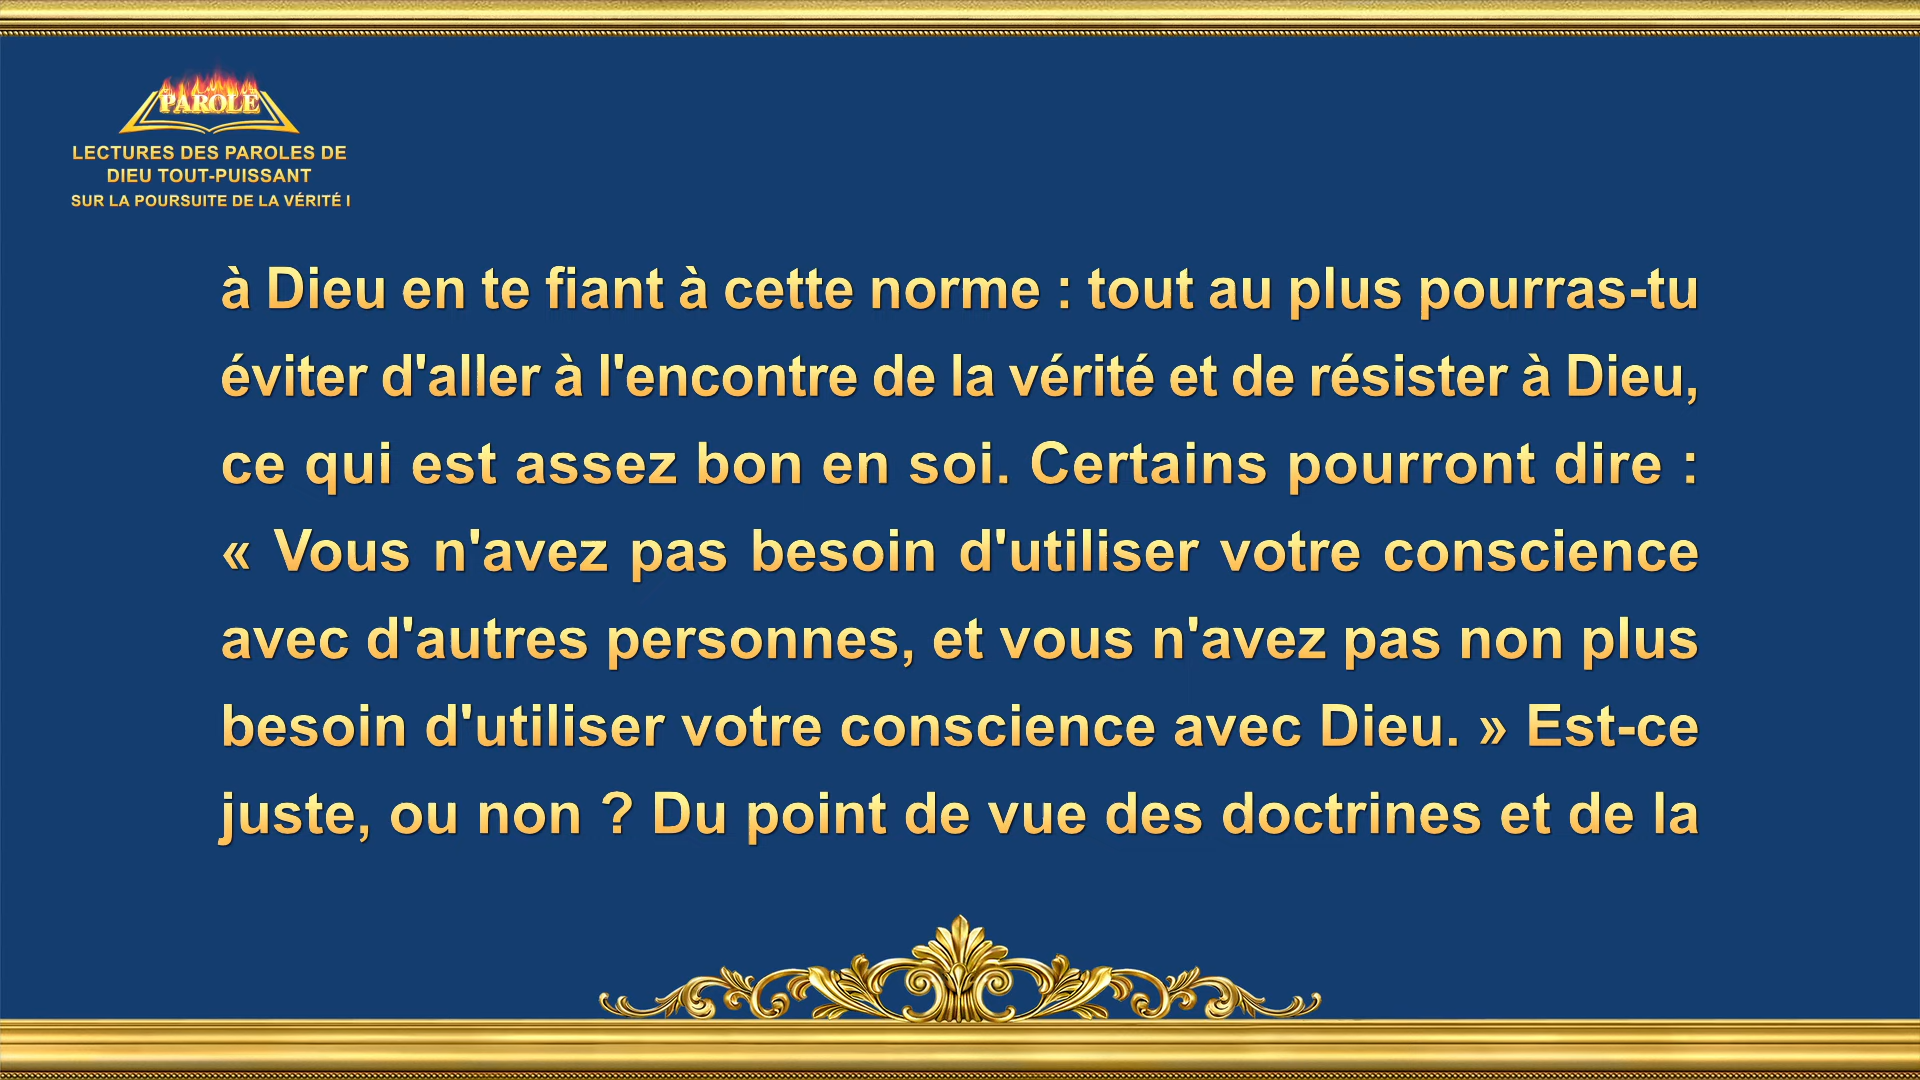 PAROLE
LECTURES DES PAROLES DE
DIEU TOUT-PUISSANT
SUR LA POURSUITE DE LA VÉRITÉ I
à Dieu en te fiant à cette norme : tout au plus pourras-tu
éviter d'aller à l'encontre de la vérité et de résister à Dieu,
ce qui est assez bon en soi. Certains pourront dire :
« Vous n'avez pas besoin d'utiliser votre conscience
avec d'autres personnes, et vous n'avez pas non plus
besoin d'utiliser votre conscience avec Dieu. » Est-ce
juste, ou non ? Du point de vue des doctrines et de la